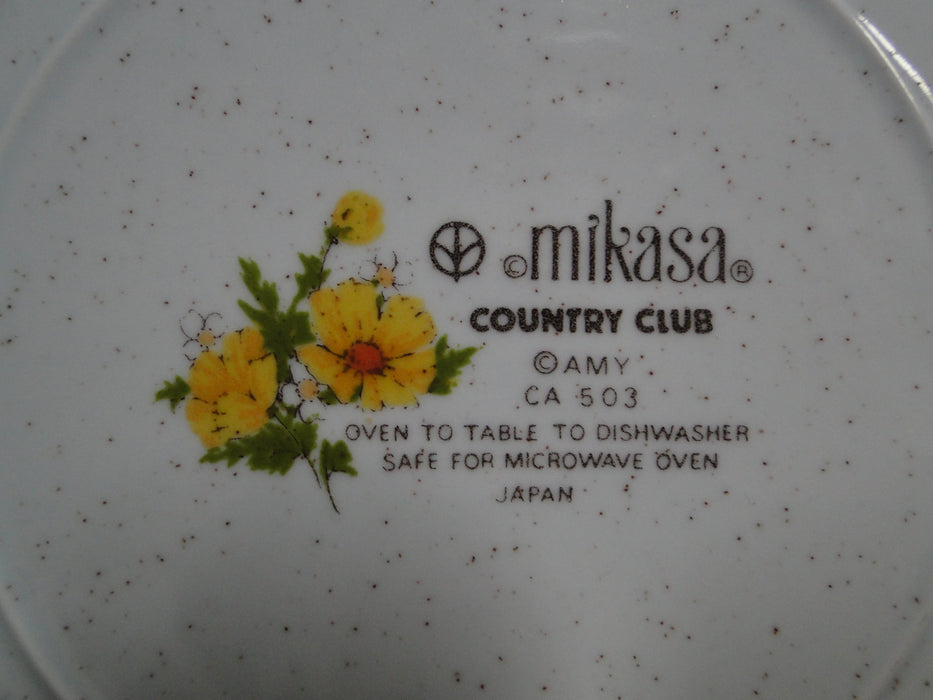 © mikasa ®
COUNTRY CLUB
© AMY
CA 503
OVEN TO TABLE TO DISHWASHER
SAFE FOR MICROWAVE OVEN
JAPAN